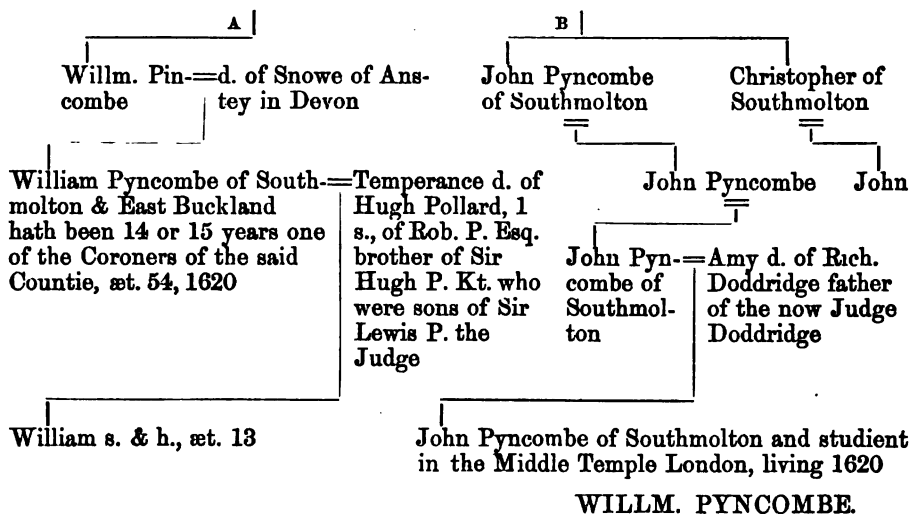 A B
Willm. Pin-=d. of Snowe of Ans-
combe tey in Devon
John Pyncombe
of Southmolton
Christopher of
Southmolton
William Pyncombe of South-=Temperance d. of
molton & East Buckland Hugh Pollard, 1
hath been 14 or 15 years one s., of Rob. P. Esq.
of the Coroners of the said brother of Sir
Countie, æt. 54, 1620 Hugh P. Kt. who
were sons of Sir
Lewis P. the
Judge
John Pyncombe John
John Pyn-=Amy d. of Rich.
combe of Doddridge father
Southmol- of the now Judge
ton Doddridge
William s. & h., æt. 13
John Pyncombe of Southmolton and studient
in the Middle Temple London, living 1620
WILLM. PYNCOMBE.